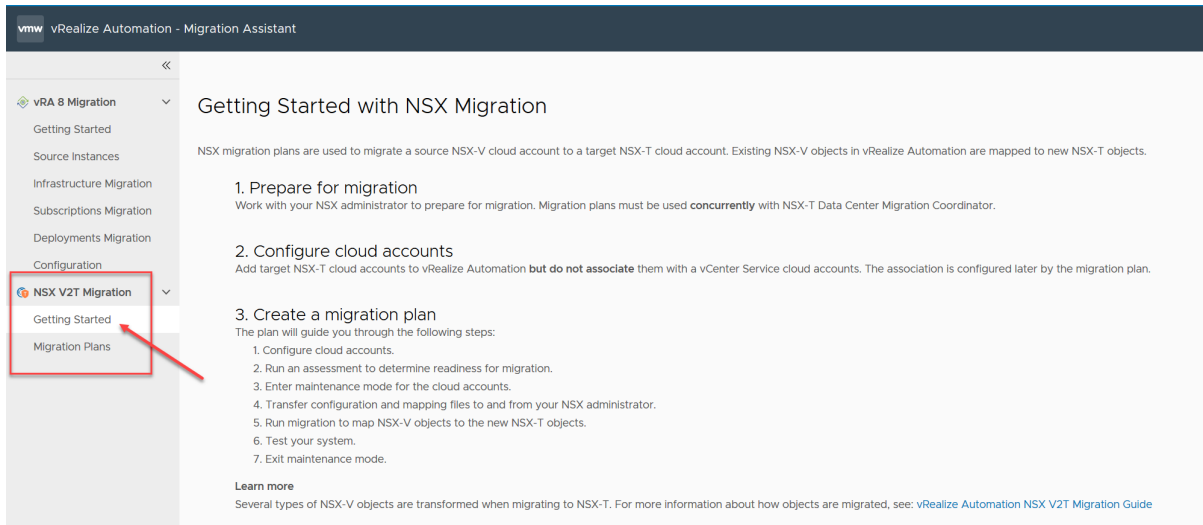 vmw vRealize Automation - Migration Assistant
vRA 8 Migration
Getting Started
Source Instances
Infrastructure Migration
Subscriptions Migration
Deployments Migration
Configuration
NSX V2T Migration
Getting Started
Migration Plans
Getting Started with NSX Migration
NSX migration plans are used to migrate a source NSX-V cloud account to a target NSX-T cloud account. Existing NSX-V objects in vRealize Automation are mapped to new NSX-T objects.
1. Prepare for migration
Work with your NSX administrator to prepare for migration. Migration plans must be used concurrently with NSX-T Data Center Migration Coordinator.
2. Configure cloud accounts
Add target NSX-T cloud accounts to vRealize Automation but do not associate them with a vCenter Service cloud accounts. The association is configured later by the migration plan.
3. Create a migration plan
The plan will guide you through the following steps:
1. Configure cloud accounts.
2. Run an assessment to determine readiness for migration.
3. Enter maintenance mode for the cloud accounts.
4. Transfer configuration and mapping files to and from your NSX administrator.
5. Run migration to map NSX-V objects to the new NSX-T objects.
6. Test your system.
7. Exit maintenance mode.
Learn more
Several types of NSX-V objects are transformed when migrating to NSX-T. For more information about how objects are migrated, see: vRealize Automation NSX V2T Migration Guide